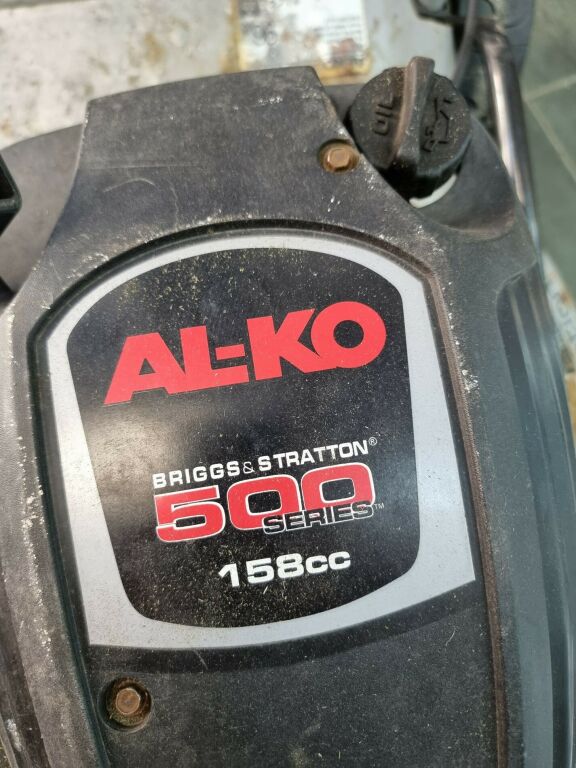 OIL
AL-KO
BRIGGS & STRATTON®
500
SERIES™
158cc